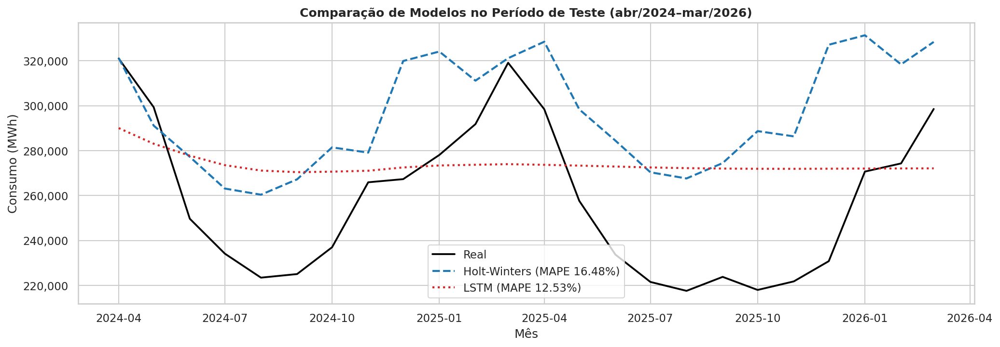 Comparação de Modelos no Período de Teste (abr/2024–mar/2026)
Consumo (MWh)
320,000
300,000
280,000
260,000
240,000
220,000
Real
Holt-Winters (MAPE 16.48%)
LSTM (MAPE 12.53%)
2024-04 2024-07 2024-10 2025-01 2025-04 2025-07 2025-10 2026-01 2026-04
Mês